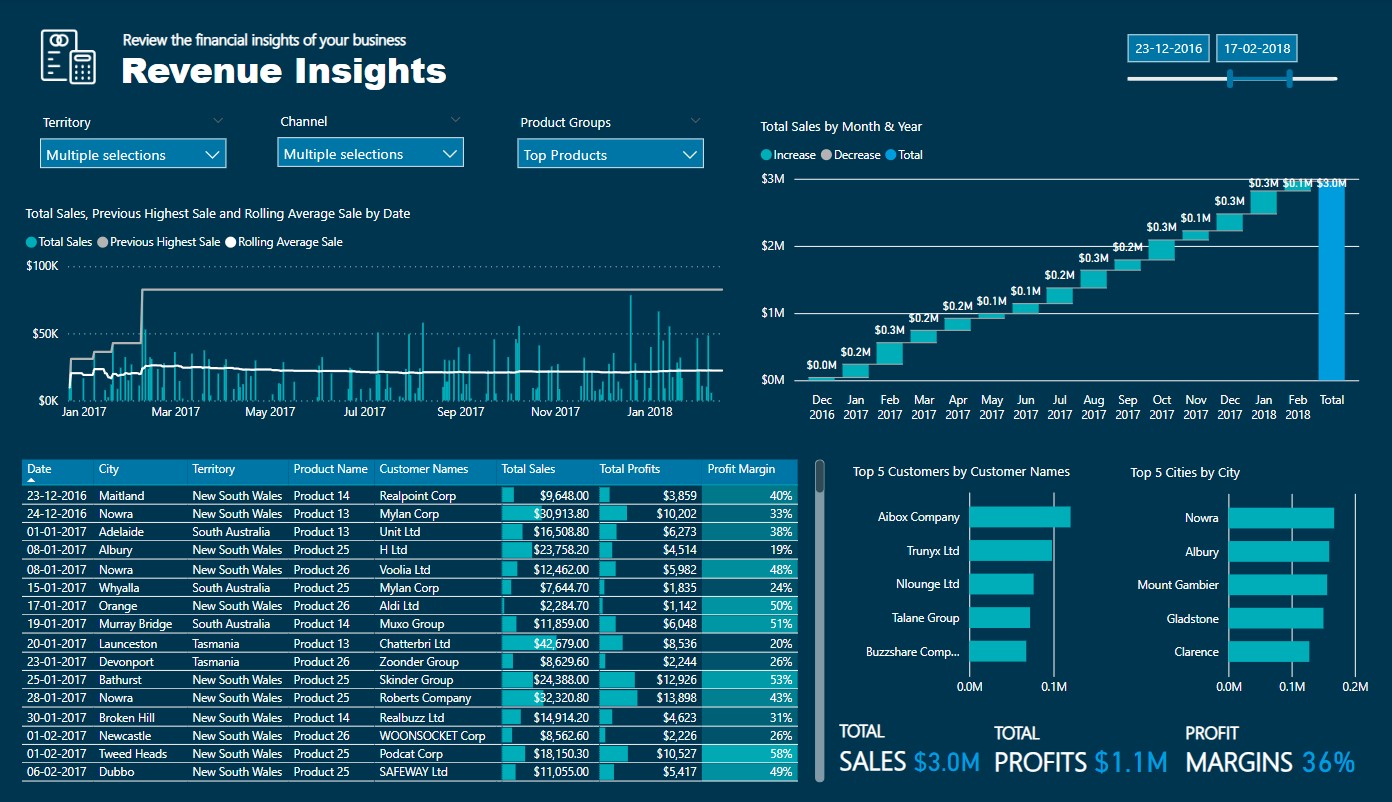 Review the financial insights of your business
Revenue Insights
23-12-2016 17-02-2018
Territory
Multiple selections
Channel
Multiple selections
Product Groups
Top Products
Total Sales, Previous Highest Sale and Rolling Average Sale by Date
Total Sales Previous Highest Sale Rolling Average Sale
$100K
$50K
$0K
Jan 2017 Mar 2017 May 2017 Jul 2017 Sep 2017 Nov 2017 Jan 2018
Total Sales by Month & Year
Increase Decrease Total
$3M
$2M
$1M
$0M
$0.0M $0.2M $0.3M $0.2M $0.2M $0.1M $0.1M $0.2M $0.3M $0.2M $0.3M $0.1M $0.3M $0.3M $0.1M $3.0M
Dec Jan Feb Mar Apr May Jun Jul Aug Sep Oct Nov Dec Jan Feb Total
2016 2017 2017 2017 2017 2017 2017 2017 2017 2017 2017 2017 2017 2018 2018
Date City Territory Product Name Customer Names Total Sales Total Profits Profit Margin
23-12-2016 Maitland New South Wales Product 14 Realpoint Corp $9,648.00 $3,859 40%
24-12-2016 Nowra New South Wales Product 13 Mylan Corp $30,913.80 $10,202 33%
01-01-2017 Adelaide South Australia Product 13 Unit Ltd $16,508.80 $6,273 38%
08-01-2017 Albury New South Wales Product 25 H Ltd $23,758.20 $4,514 19%
08-01-2017 Nowra New South Wales Product 26 Voolia Ltd $12,462.00 $5,982 48%
15-01-2017 Whyalla South Australia Product 25 Mylan Corp $7,644.70 $1,835 24%
17-01-2017 Orange New South Wales Product 26 Aldi Ltd $2,284.70 $1,142 50%
19-01-2017 Murray Bridge South Australia Product 14 Muxo Group $11,859.00 $6,048 51%
20-01-2017 Launceston Tasmania Product 13 Chatterbri Ltd $42,679.00 $8,536 20%
23-01-2017 Devonport Tasmania Product 26 Zoonder Group $8,629.60 $2,244 26%
25-01-2017 Bathurst New South Wales Product 25 Skinder Group $24,388.00 $12,926 53%
28-01-2017 Nowra New South Wales Product 25 Roberts Company $32,320.80 $13,898 43%
30-01-2017 Broken Hill New South Wales Product 14 Realbuzz Ltd $14,914.20 $4,623 31%
01-02-2017 Newcastle New South Wales Product 26 WOONSOCKET Corp $8,562.60 $2,226 26%
01-02-2017 Tweed Heads New South Wales Product 25 Podcat Corp $18,150.30 $10,527 58%
06-02-2017 Dubbo New South Wales Product 25 SAFEWAY Ltd $11,055.00 $5,417 49%
Top 5 Customers by Customer Names
Aibox Company
Trunyx Ltd
Nlounge Ltd
Talane Group
Buzzshare Comp...
0.0M 0.1M
Top 5 Cities by City
Nowra
Albury
Mount Gambier
Gladstone
Clarence
0.0M 0.1M 0.2M
TOTAL
SALES $3.0M
TOTAL
PROFITS $1.1M
PROFIT
MARGINS 36%